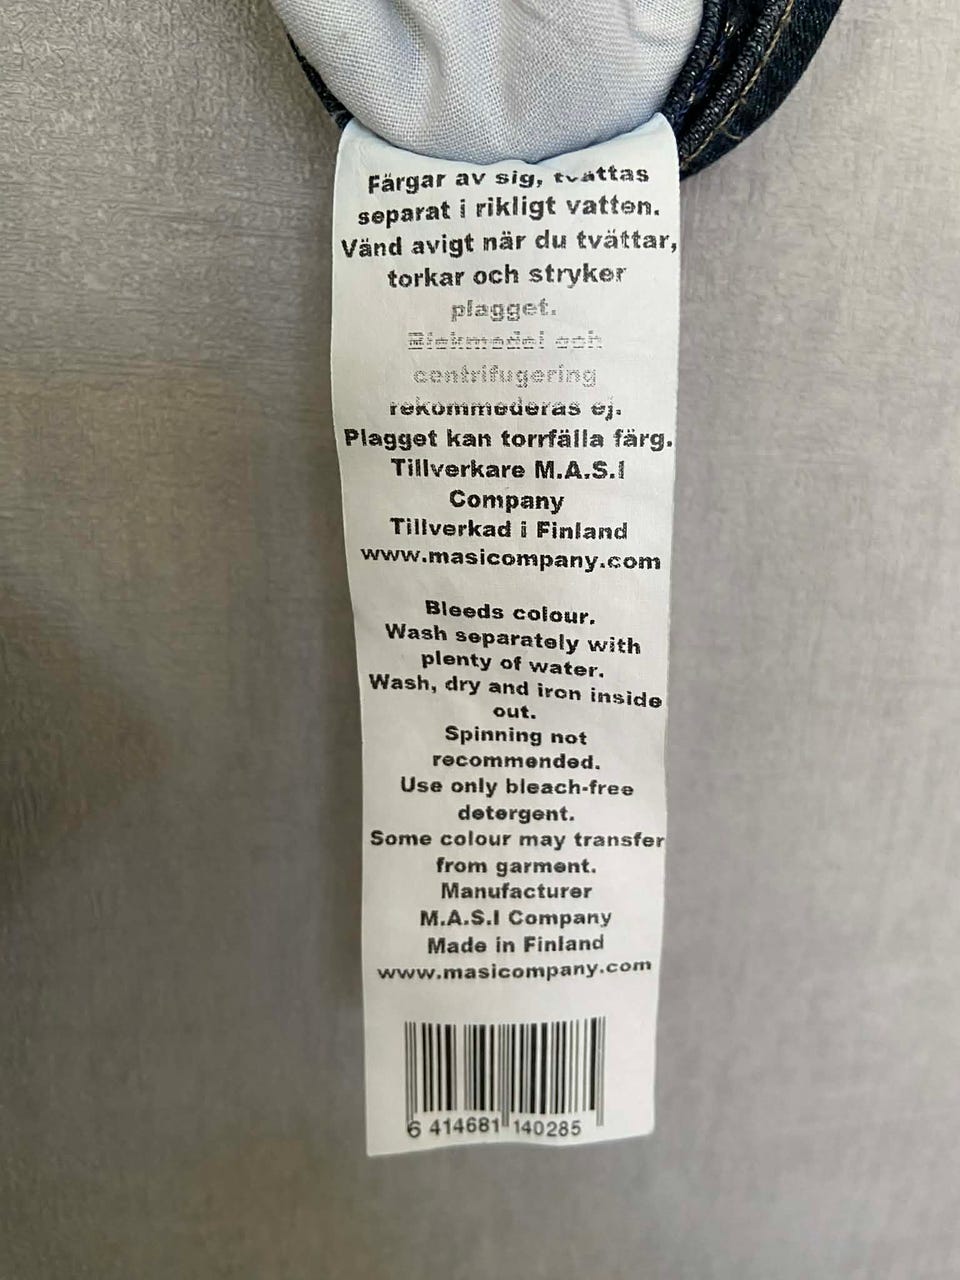 Färgar av sig, tvättas
separat i rikligt vatten.
Vänd avigt när du tvättar,
torkar och stryker
plagget.
Blekmedel och
centrifugering
rekommederas ej.
Plagget kan torrfälla färg.
Tillverkare M.A.S.I
Company
Tillverkad i Finland
www.masicompany.com
Bleeds colour.
Wash separately with
plenty of water.
Wash, dry and iron inside
out.
Spinning not
recommended.
Use only bleach-free
detergent.
Some colour may transfer
from garment.
Manufacturer
M.A.S.I Company
Made in Finland
www.masicompany.com
6 414681 140285